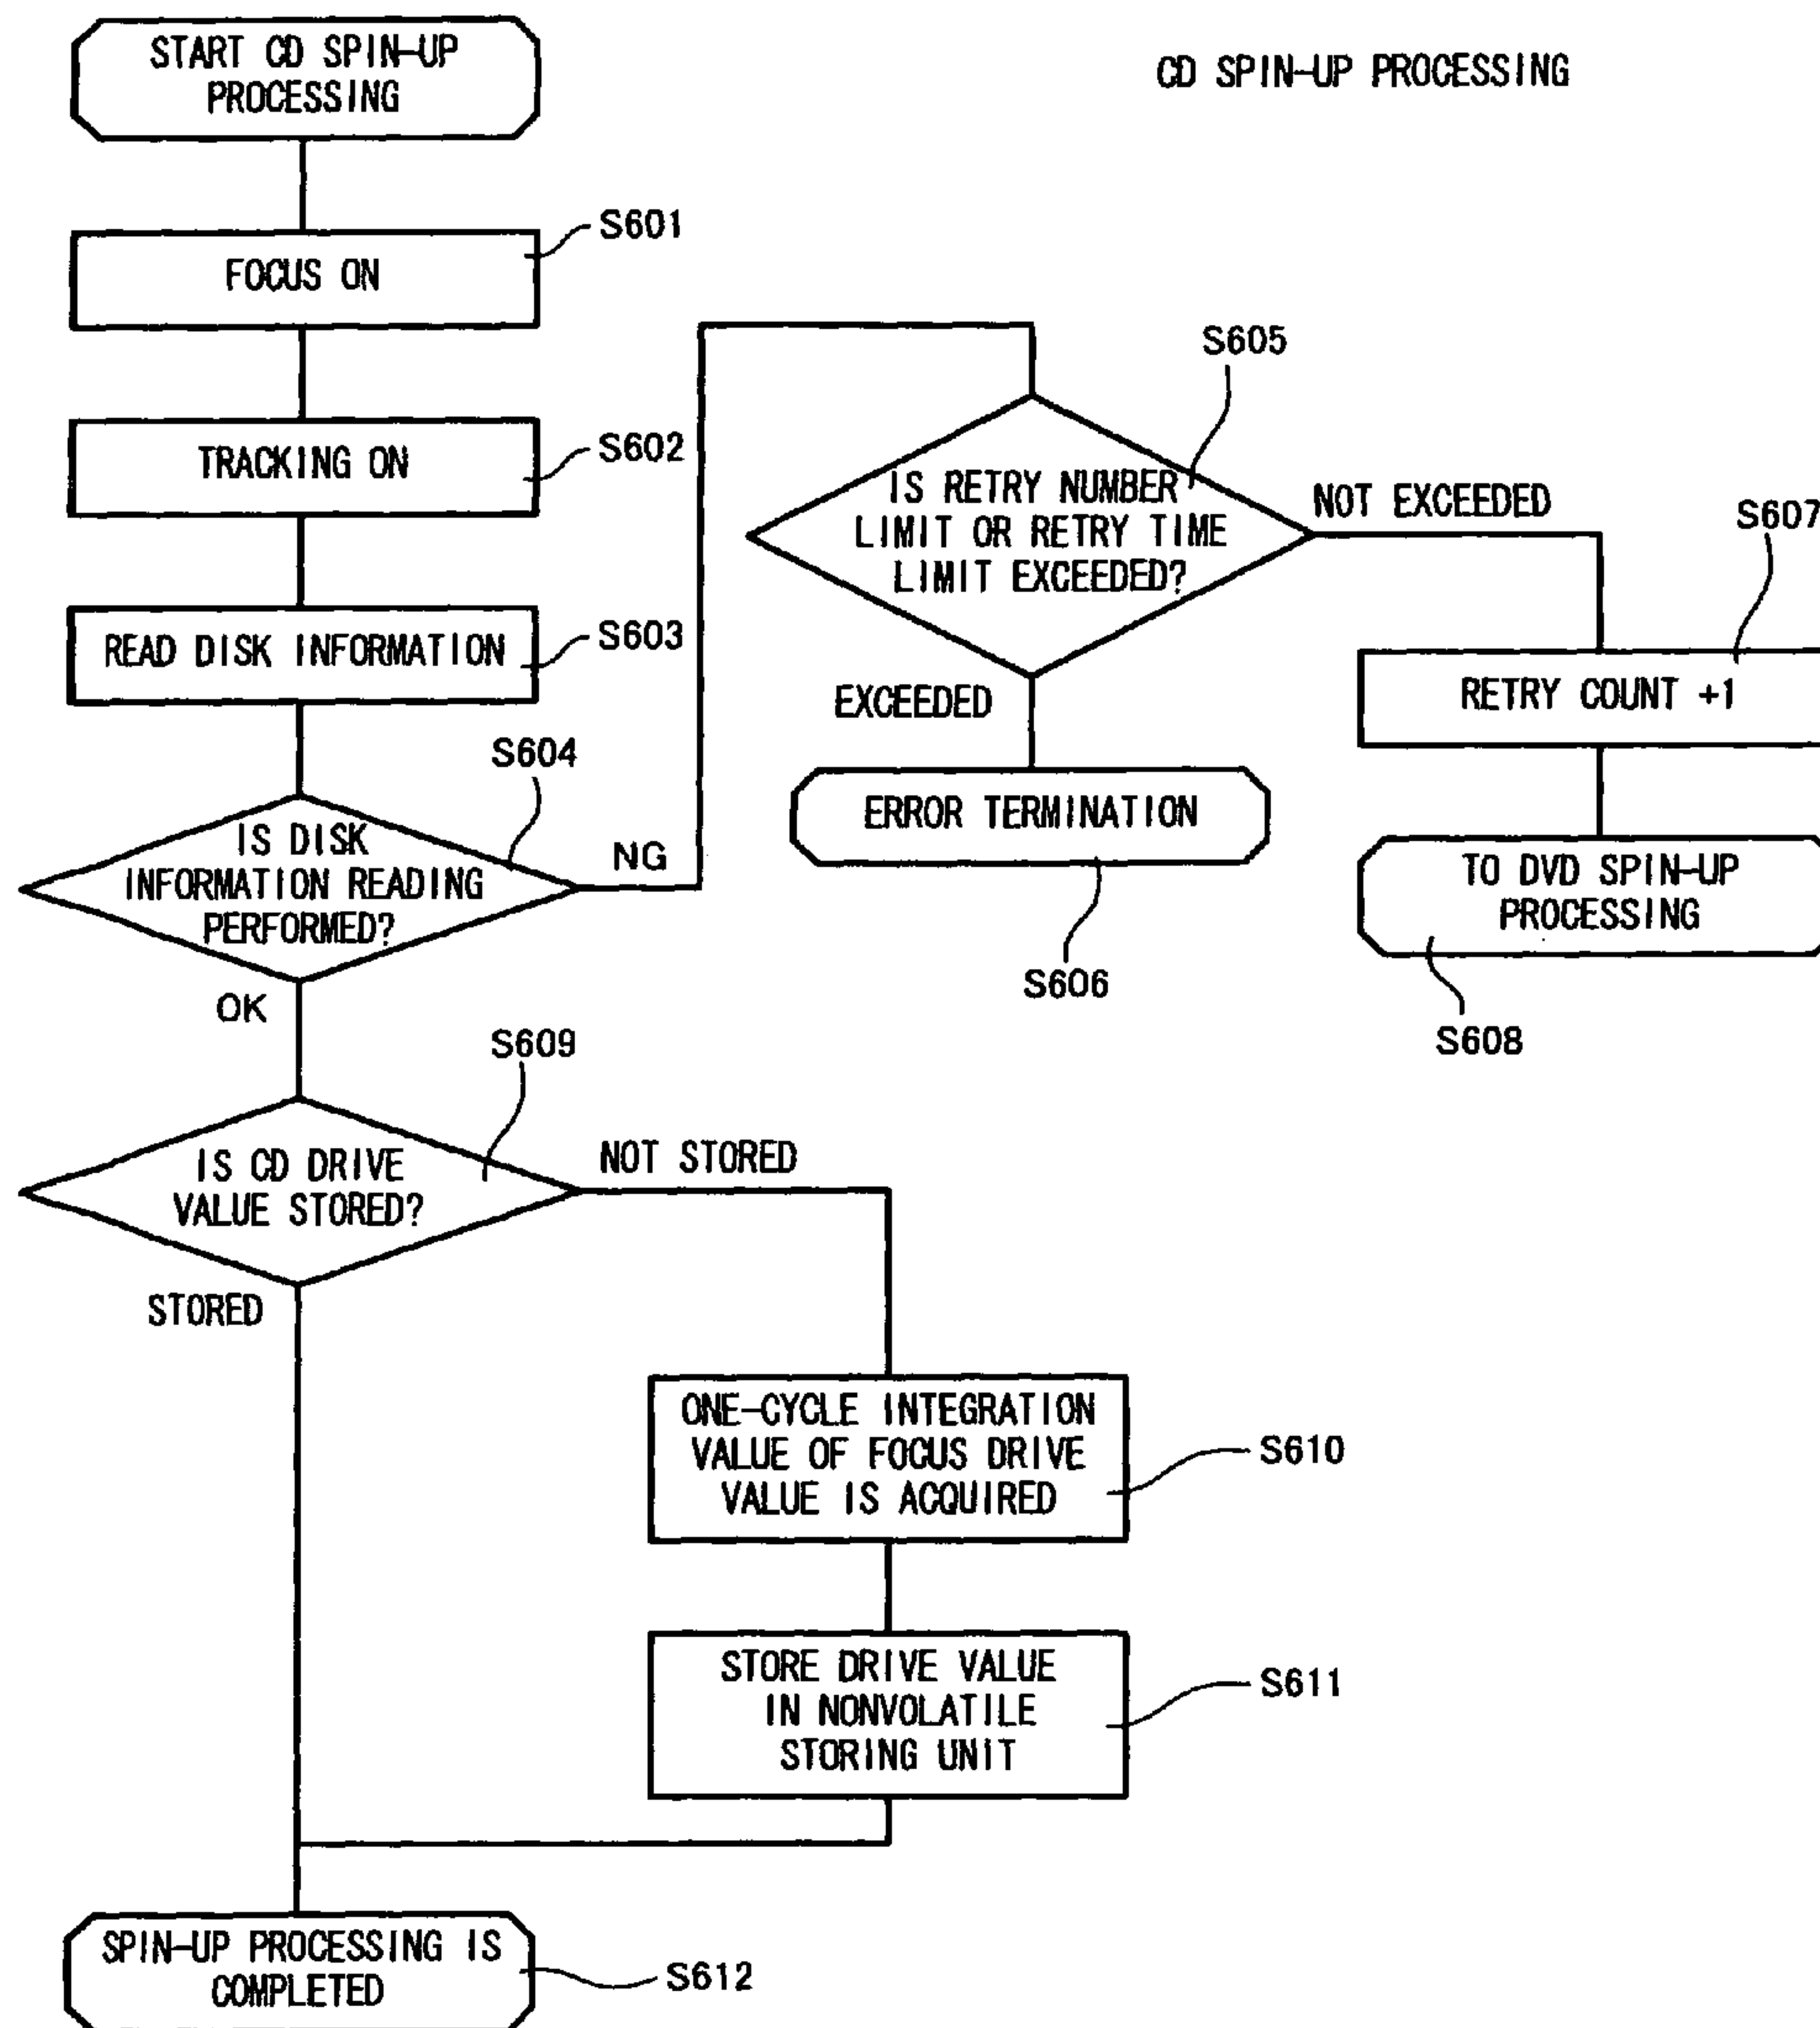 START CD SPIN-UP
PROCESSING
CD SPIN-UP PROCESSING
S601
FOCUS ON
TRACKING ON
S602
READ DISK INFORMATION
S603
S604
IS DISK
INFORMATION READING
PERFORMED?
NG
OK
S605
IS RETRY NUMBER
LIMIT OR RETRY TIME
LIMIT EXCEEDED?
NOT EXCEEDED
EXCEEDED
ERROR TERMINATION
S606
S607
RETRY COUNT +1
TO DVD SPIN-UP
PROCESSING
S608
S609
IS CD DRIVE
VALUE STORED?
NOT STORED
STORED
ONE-CYCLE INTEGRATION
VALUE OF FOCUS DRIVE
VALUE IS ACQUIRED
S610
STORE DRIVE VALUE
IN NONVOLATILE
STORING UNIT
S611
SPIN-UP PROCESSING IS
COMPLETED
S612